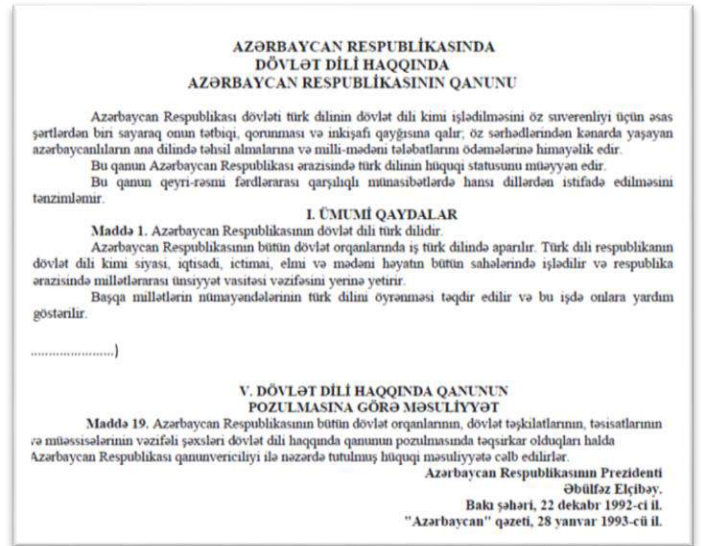 AZƏRBAYCAN RESPUBLİKASINDA
DÖVLƏT DİLİ HAQQINDA
AZƏRBAYCAN RESPUBLİKASININ QANUNU
Azərbaycan Respublikası dövləti türk dilinin dövlət dili kimi işlədilməsini öz suverenliyi üçün əsas
şərtlərdən biri sayaraq onun tətbiqi, qorunması və inkişafı qayğısına qalır; öz sərhədlərindən kənarda yaşayan
azərbaycanlıların ana dilində təhsil almalarına və milli-mədəni tələbatlarını ödəmələrinə himayəlik edir.
Bu qanun Azərbaycan Respublikası ərazisində türk dilinin hüquqi statusunu müəyyən edir.
Bu qanun qeyri-rəsmi fərdlərarası qarşılıqlı münasibətlərdə hansı dillərdən istifadə edilməsini
tənzimləmir.
I. ÜMUMİ QAYDALAR
Maddə 1. Azərbaycan Respublikasının dövlət dili türk dilidir.
Azərbaycan Respublikasının bütün dövlət orqanlarında iş türk dilində aparılır. Türk dili respublikanın
dövlət dili kimi siyasi, iqtisadi, ictimai, elmi və mədəni həyatın bütün sahələrində işlədilir və respublika
ərazisində millətlərarası ünsiyyət vasitəsi vəzifəsini yerinə yetirir.
Başqa millətlərin nümayəndələrinin türk dilini öyrənməsi təqdir edilir və bu işdə onlara yardım
göstərilir.
........................)
V. DÖVLƏT DİLİ HAQQINDA QANUNUN
POZULMASINA GÖRƏ MƏSULİYYƏT
Maddə 19. Azərbaycan Respublikasının bütün dövlət orqanlarının, dövlət təşkilatlarının, təsisatlarının
və müəssisələrinin vəzifəli şəxsləri dövlət dili haqqında qanunun pozulmasında təqsirkar olduqları halda
Azərbaycan Respublikası qanunvericiliyi ilə nəzərdə tutulmuş hüquqi məsuliyyətə cəlb edilirlər.
Azərbaycan Respublikasının Prezidenti
Əbülfəz Elçibəy.
Bakı şəhəri, 22 dekabr 1992-ci il.
"Azərbaycan" qəzeti, 28 yanvar 1993-cü il.